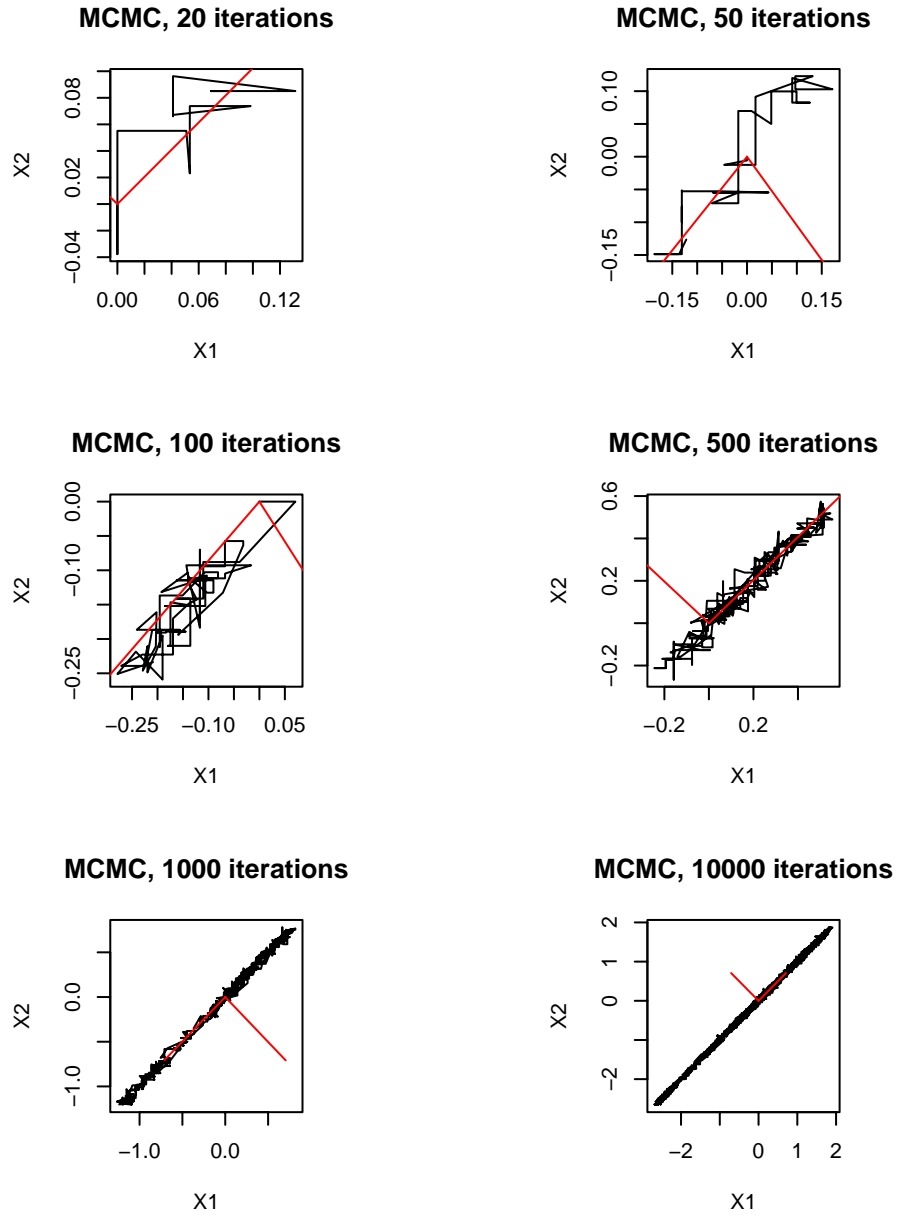 MCMC, 20 iterations
X2
−0.04 0.02 0.08
0.00 0.06 0.12
X1
MCMC, 50 iterations
X2
−0.15 0.00 0.10
−0.15 0.00 0.15
X1
MCMC, 100 iterations
X2
−0.25 −0.10 0.00
−0.25 −0.10 0.05
X1
MCMC, 500 iterations
X2
−0.2 0.2 0.6
−0.2 0.2
X1
MCMC, 1000 iterations
X2
−1.0 0.0
−1.0 0.0
X1
MCMC, 10000 iterations
X2
−2 0 1 2
−2 0 1 2
X1